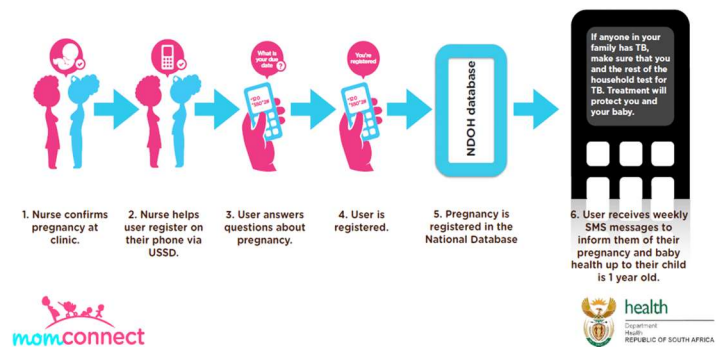 What is
your due
date
?
You're
registered
NDOH database
If anyone in your
family has TB,
make sure that you
and the rest of the
household test for
TB. Treatment will
protect you and
your baby.
1. Nurse confirms
pregnancy at
clinic.
2. Nurse helps
user register on
their phone via
USSD.
3. User answers
questions about
pregnancy.
4. User is
registered.
5. Pregnancy is
registered in the
National Database
6. User receives weekly
SMS messages to
inform them of their
pregnancy and baby
health up to their child
is 1 year old.
momconnect
health
Department
Health
REPUBLIC OF SOUTH AFRICA